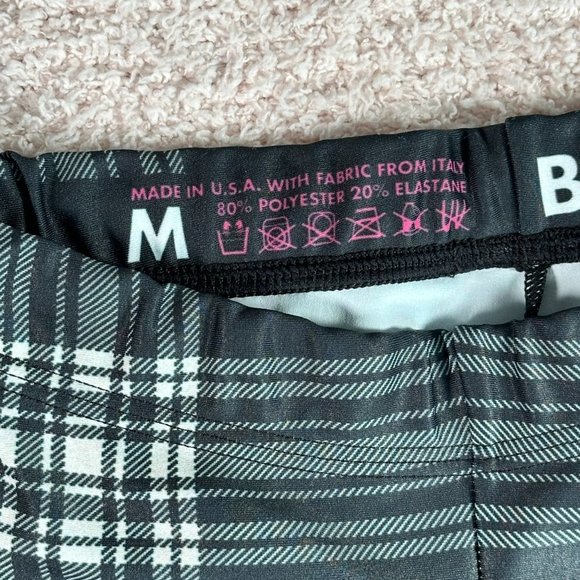 MADE IN U.S.A. WITH FABRIC FROM ITALY
80% POLYESTER 20% ELASTANE
M
B